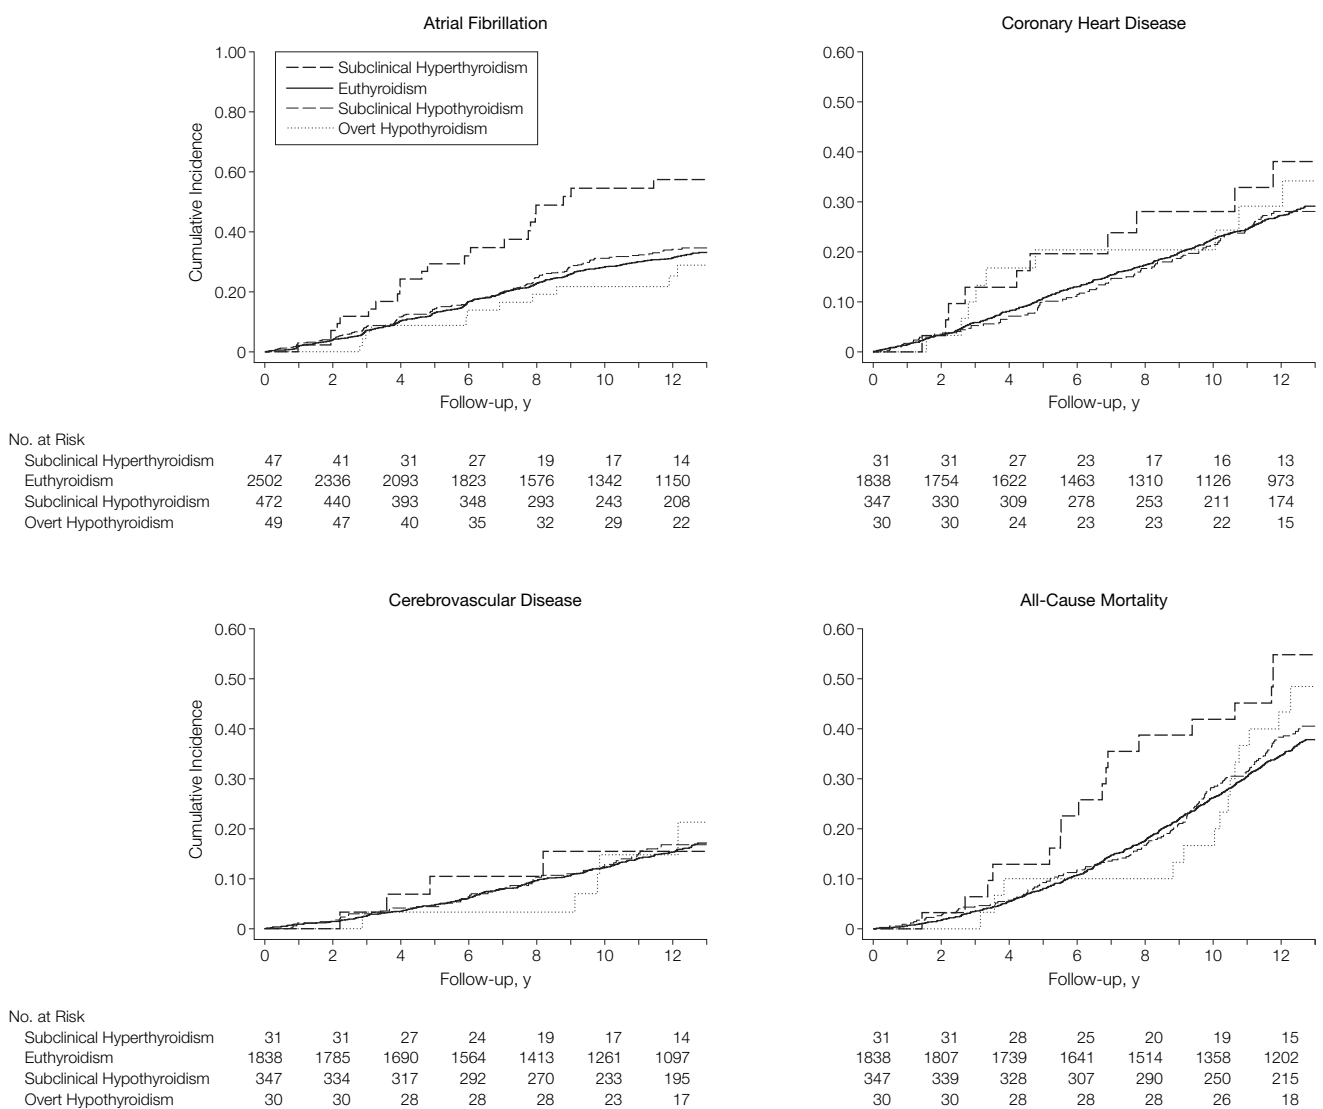 Atrial Fibrillation
Cumulative Incidence
1.00
0.80
0.60
0.40
0.20
0
Subclinical Hyperthyroidism
Euthyroidism
Subclinical Hypothyroidism
Overt Hypothyroidism
0 2 4 6 8 10 12
Follow-up, y
Coronary Heart Disease
0.60
0.50
0.40
0.30
0.20
0.10
0
0 2 4 6 8 10 12
Follow-up, y
No. at Risk
Subclinical Hyperthyroidism 47 41 31 27 19 17 14 31 31 27 23 17 16 13
Euthyroidism 2502 2336 2093 1823 1576 1342 1150 1838 1754 1622 1463 1310 1126 973
Subclinical Hypothyroidism 472 440 393 348 293 243 208 347 330 309 278 253 211 174
Overt Hypothyroidism 49 47 40 35 32 29 22 30 30 24 23 23 22 15
Cerebrovascular Disease
Cumulative Incidence
0.60
0.50
0.40
0.30
0.20
0.10
0
0 2 4 6 8 10 12
Follow-up, y
All-Cause Mortality
0.60
0.50
0.40
0.30
0.20
0.10
0
0 2 4 6 8 10 12
Follow-up, y
No. at Risk
Subclinical Hyperthyroidism 31 31 27 24 19 17 14 31 31 28 25 20 19 15
Euthyroidism 1838 1785 1690 1564 1413 1261 1097 1838 1807 1739 1641 1514 1358 1202
Subclinical Hypothyroidism 347 334 317 292 270 233 195 347 339 328 307 290 250 215
Overt Hypothyroidism 30 30 28 28 28 23 17 30 30 28 28 28 26 18